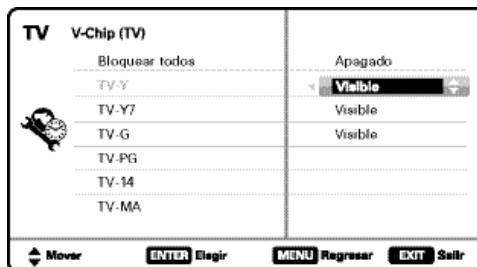 TV V-Chip (TV)
Bloquear todos Apagado
TV-Y Visible
TV-Y7 Visible
TV-G Visible
TV-PG
TV-14
TV-MA
Mover ENTER Elegir MENU Regresar EXIT Salir